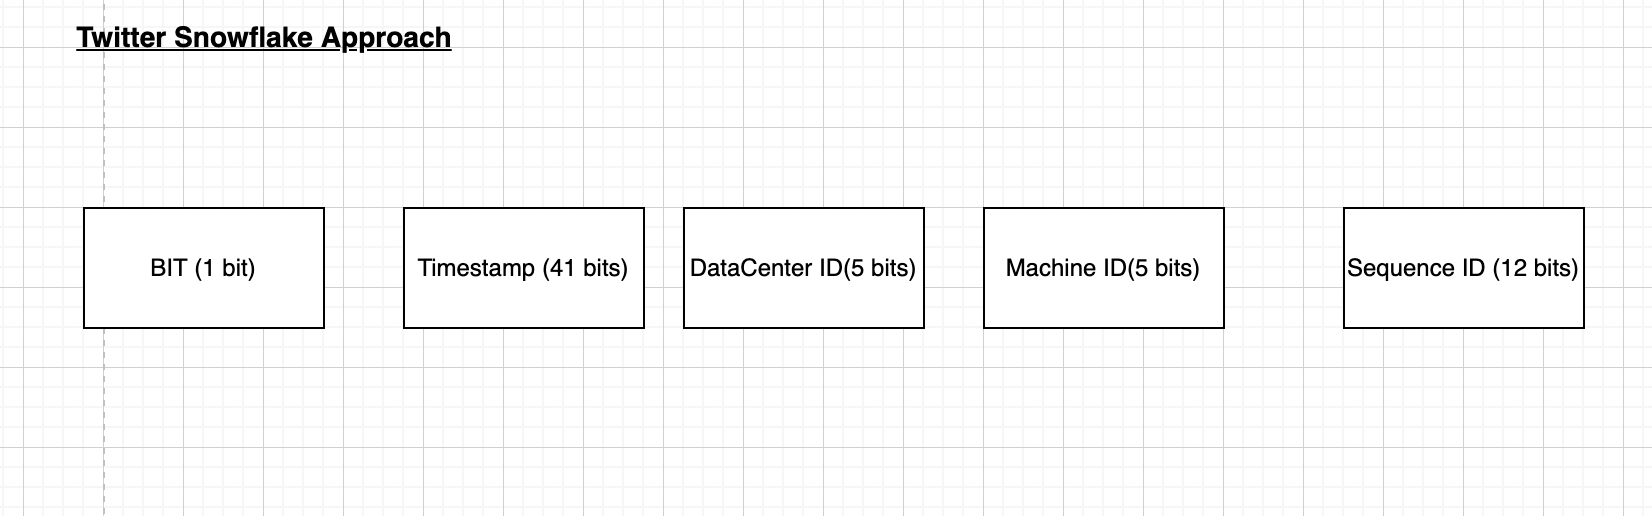 Twitter Snowflake Approach
BIT (1 bit)
Timestamp (41 bits)
DataCenter ID(5 bits)
Machine ID(5 bits)
Sequence ID (12 bits)